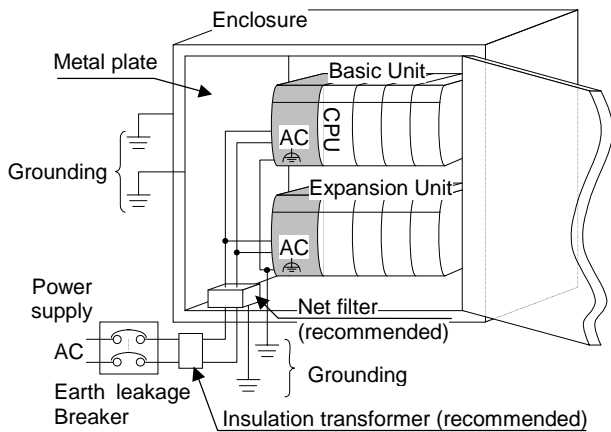 Enclosure
Metal plate
Basic Unit
CPU
AC
Grounding
Expansion Unit
AC
Power
supply
Net filter
(recommended)
AC
Grounding
Earth leakage
Breaker
Insulation transformer (recommended)